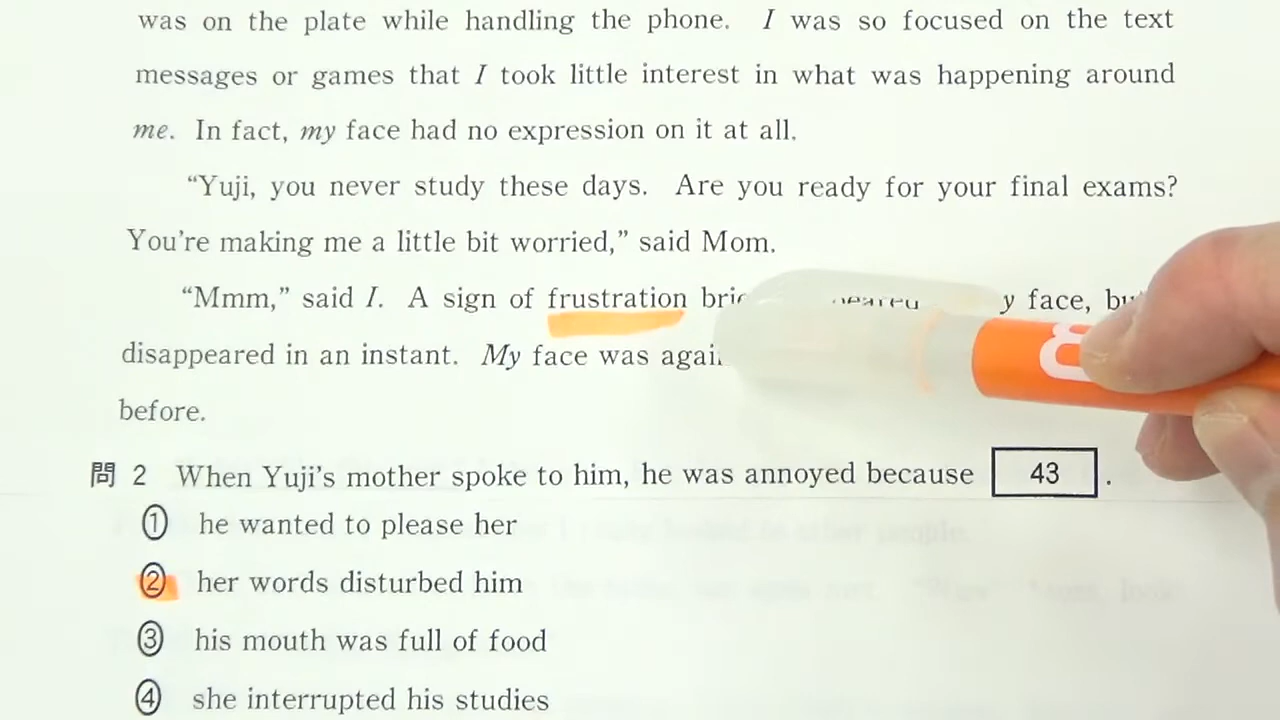 was on the plate while handling the phone. I was so focused on the text
messages or games that I took little interest in what was happening around
me. In fact, my face had no expression on it at all.
“Yuji, you never study these days. Are you ready for your final exams?
You’re making me a little bit worried,” said Mom.
“Mmm,” said I. A sign of frustration face,
disappeared in an instant. My face was
before.
問 2 When Yuji’s mother spoke to him, he was annoyed because 43 .
① he wanted to please her
② her words disturbed him
③ his mouth was full of food
④ she interrupted his studies